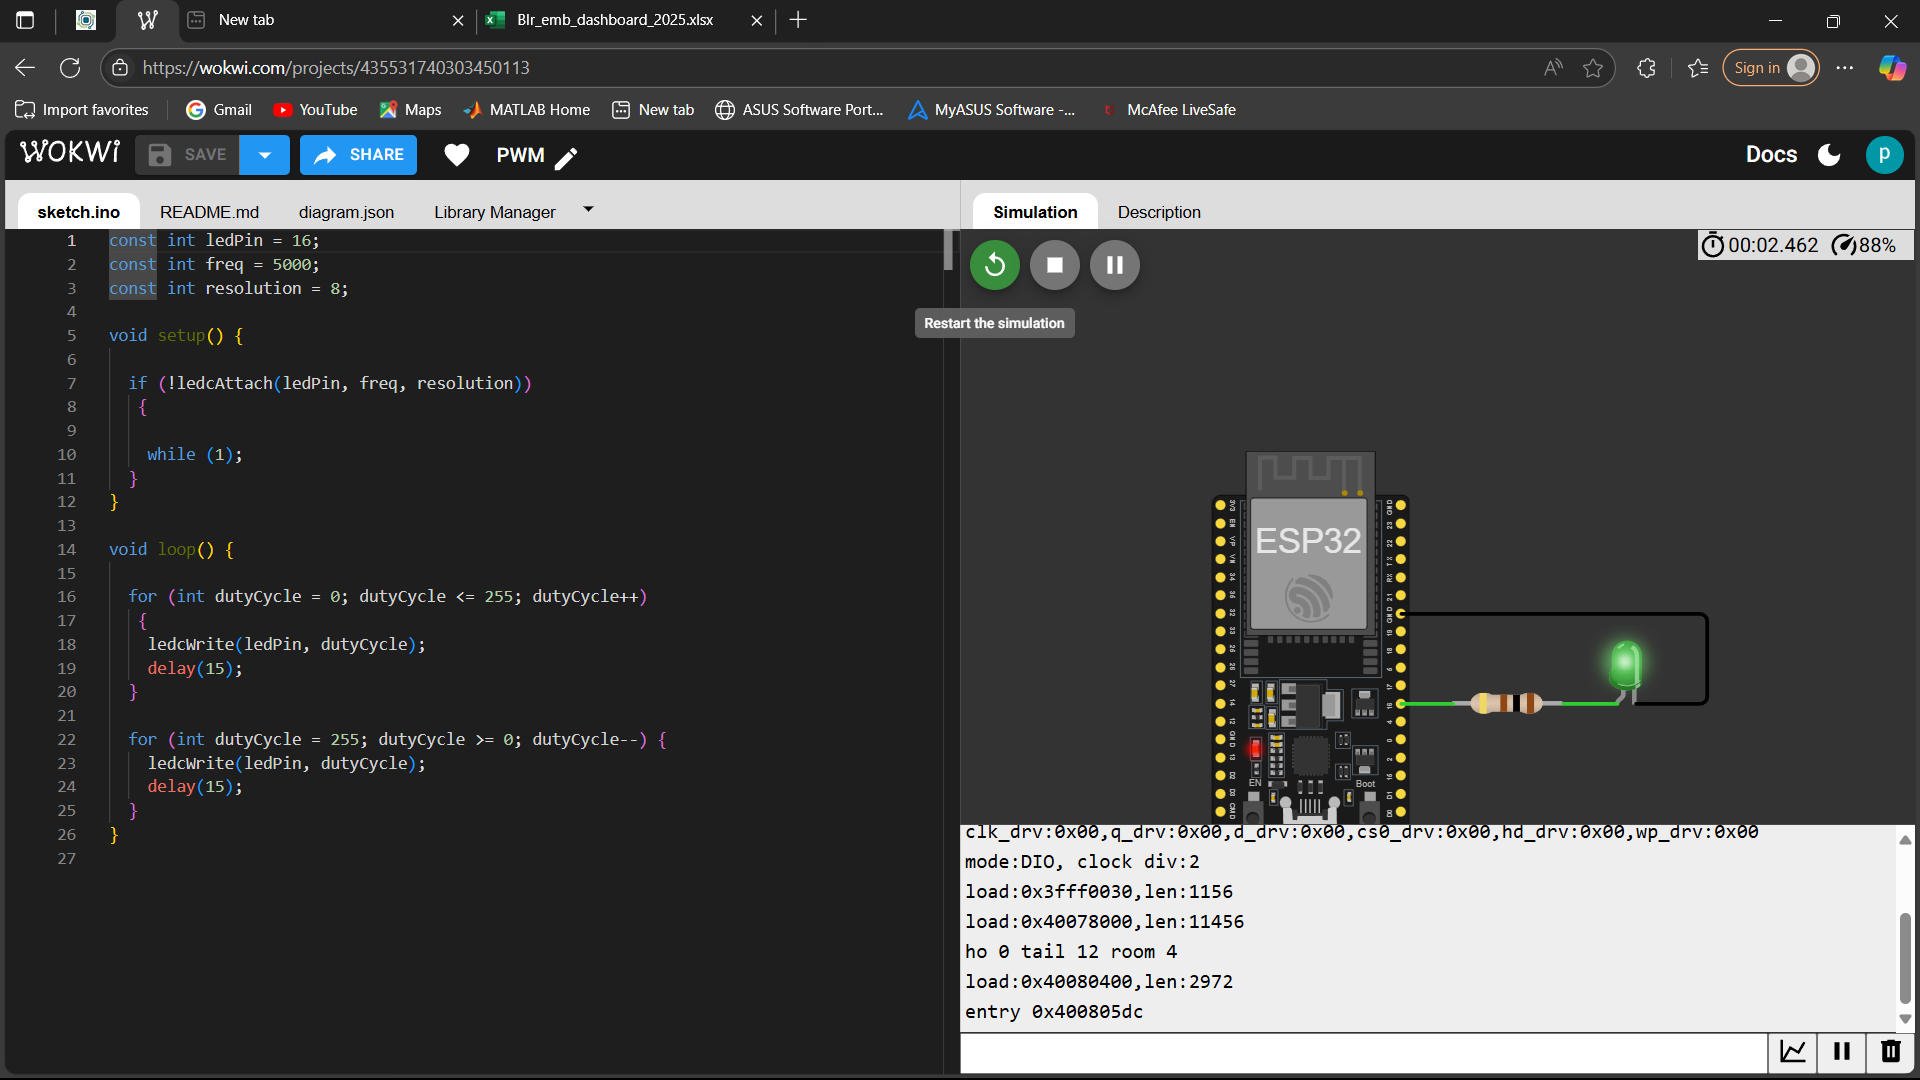 New tab
Blr_emb_dashboard_2025.xlsx
https://wokwi.com/projects/435531740303450113
Sign in
Import favorites
Gmail
YouTube
Maps
MATLAB Home
New tab
ASUS Software Port...
MyASUS Software -...
McAfee LiveSafe
WOKWI
SAVE
SHARE
PWM
Docs
p
sketch.ino
README.md
diagram.json
Library Manager
Simulation
Description
00:02.462
88%
Restart the simulation
1 const int ledPin = 16;
2 const int freq = 5000;
3 const int resolution = 8;
4
5 void setup() {
6
7 if (!ledcAttach(ledPin, freq, resolution))
8 {
9
10 while (1);
11 }
12 }
13
14 void loop() {
15
16 for (int dutyCycle = 0; dutyCycle <= 255; dutyCycle++)
17 {
18 ledcWrite(ledPin, dutyCycle);
19 delay(15);
20 }
21
22 for (int dutyCycle = 255; dutyCycle >= 0; dutyCycle--) {
23 ledcWrite(ledPin, dutyCycle);
24 delay(15);
25 }
26 }
27
ESP32
EN
Boot
clk_drv:0x00,q_drv:0x00,d_drv:0x00,cs0_drv:0x00,hd_drv:0x00,wp_drv:0x00
mode:DIO, clock div:2
load:0x3fff0030,len:1156
load:0x40078000,len:11456
ho 0 tail 12 room 4
load:0x40080400,len:2972
entry 0x400805dc